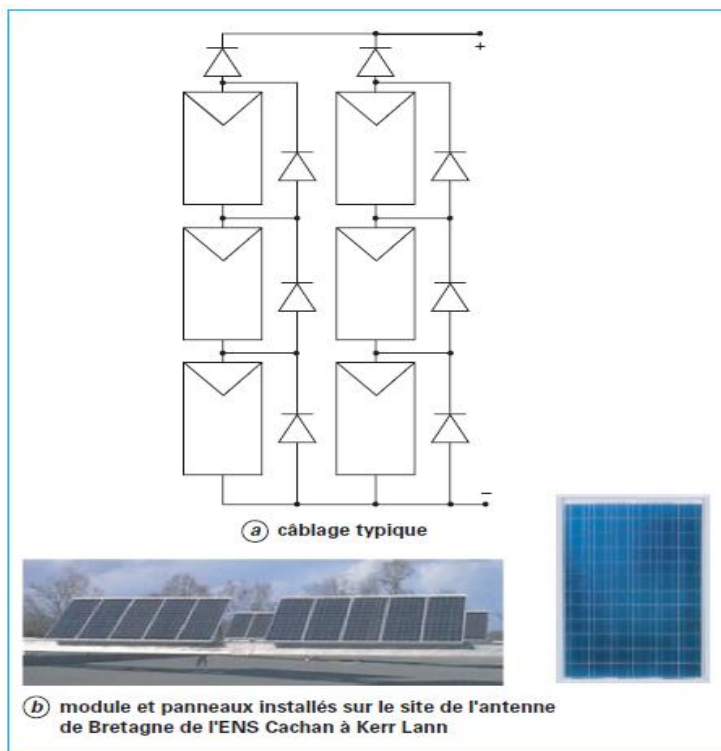 +
–
a câblage typique
b module et panneaux installés sur le site de l'antenne
de Bretagne de l'ENS Cachan à Kerr Lann